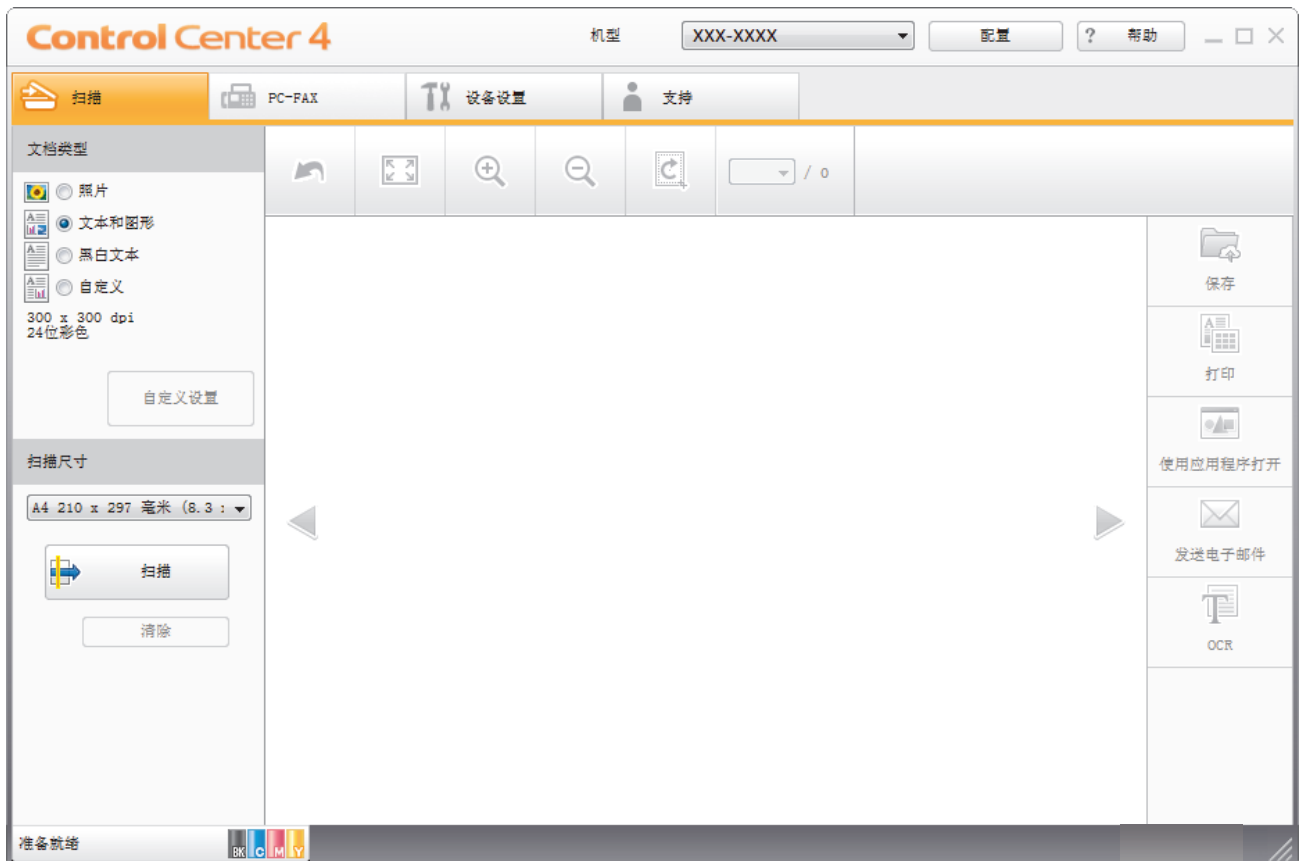 Control Center 4
机型
XXX-XXXX
配置
? 帮助
扫描
PC-FAX
设备设置
支持
文档类型
照片
文本和图形
黑白文本
自定义
300 x 300 dpi
24位彩色
自定义设置
扫描尺寸
A4 210 x 297 毫米 (8.3 :
扫描
清除
/ 0
保存
打印
使用应用程序打开
发送电子邮件
OCR
准备就绪
BK C M Y